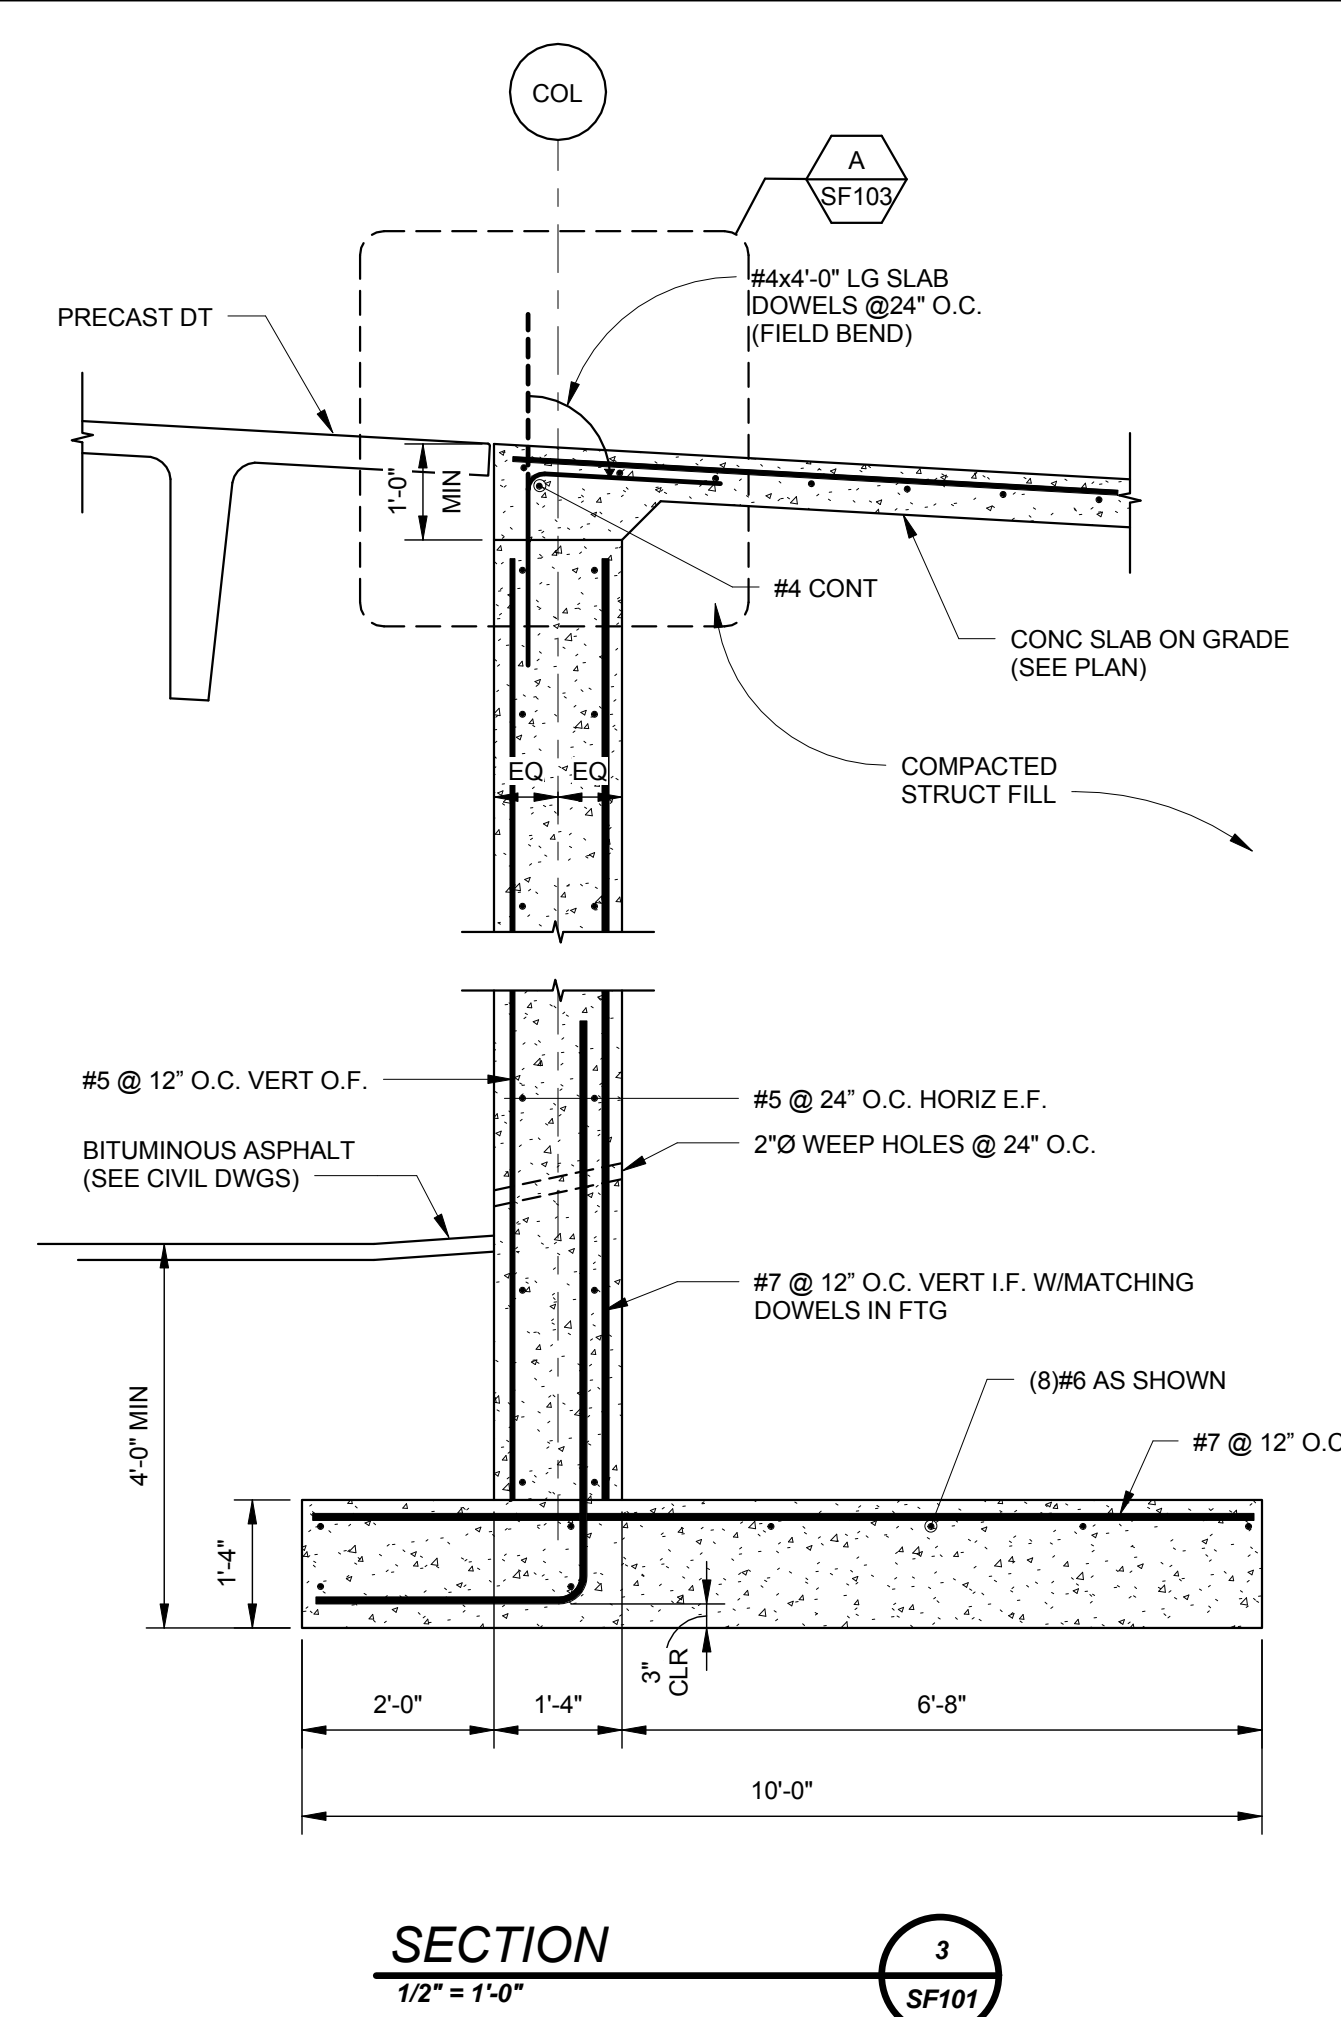 COL
A
SF103
#4x4'-0" LG SLAB
DOWELS @24" O.C.
(FIELD BEND)
PRECAST DT
1'-0"
MIN
#4 CONT
CONC SLAB ON GRADE
(SEE PLAN)
EQ EQ
COMPACTED
STRUCT FILL
#5 @ 12” O.C. VERT O.F.
#5 @ 24” O.C. HORIZ E.F.
BITUMINOUS ASPHALT
(SEE CIVIL DWGS)
2"Ø WEEP HOLES @ 24" O.C.
#7 @ 12” O.C. VERT I.F. W/MATCHING
DOWELS IN FTG
(8)#6 AS SHOWN
4'-0" MIN
#7 @ 12” O.C
1'-4"
3"
CLR
2'-0" 1'-4" 6'-8"
10'-0"
SECTION
1/2" = 1'-0"
3
SF101